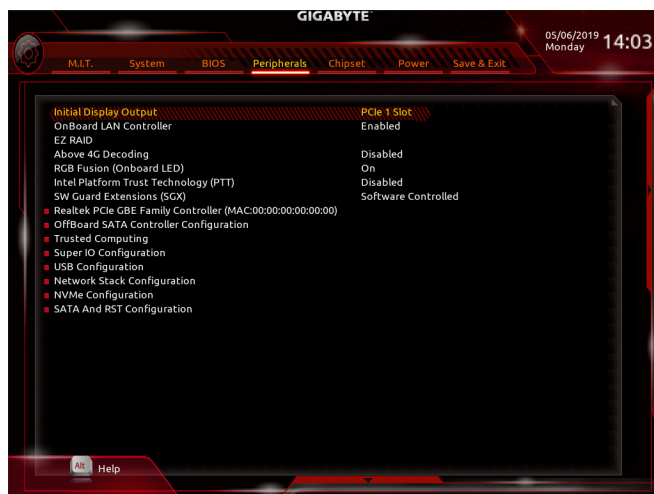 GIGABYTE
05/06/2019 Monday 14:03
M.I.T. System BIOS Peripherals Chipset Power Save & Exit
Initial Display Output PCIe 1 Slot
OnBoard LAN Controller Enabled
EZ RAID
Above 4G Decoding Disabled
RGB Fusion (Onboard LED) On
Intel Platform Trust Technology (PTT) Disabled
SW Guard Extensions (SGX) Software Controlled
Realtek PCIe GBE Family Controller (MAC:00:00:00:00:00:00)
OffBoard SATA Controller Configuration
Trusted Computing
Super IO Configuration
USB Configuration
Network Stack Configuration
NVMe Configuration
SATA And RST Configuration
Alt Help